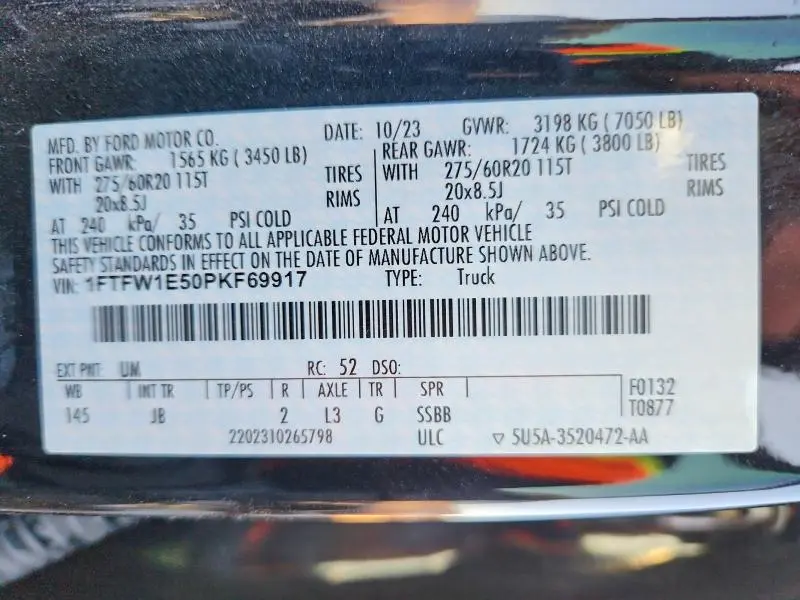 MFD. BY FORD MOTOR CO. DATE: 10/23 GVWR: 3198 KG ( 7050 LB)
FRONT GAWR: 1565 KG ( 3450 LB) REAR GAWR: 1724 KG ( 3800 LB)
WITH 275/60R20 115T TIRES WITH 275/60R20 115T TIRES
20x8.5J RIMS 20x8.5J RIMS
AT 240 kPa/ 35 PSI COLD AT 240 kPa/ 35 PSI COLD
THIS VEHICLE CONFORMS TO ALL APPLICABLE FEDERAL MOTOR VEHICLE
SAFETY STANDARDS IN EFFECT ON THE DATE OF MANUFACTURE SHOWN ABOVE.
VIN: 1FTFW1E50PKF69917 TYPE: Truck
EXT PNT: UM RC: 52 DSO:
WB INT TR TP/PS R AXLE TR SPR F0132
145 JB 2 L3 G SSBB T0877
2202310265798 ULC ▽ 5U5A-3520472-AA